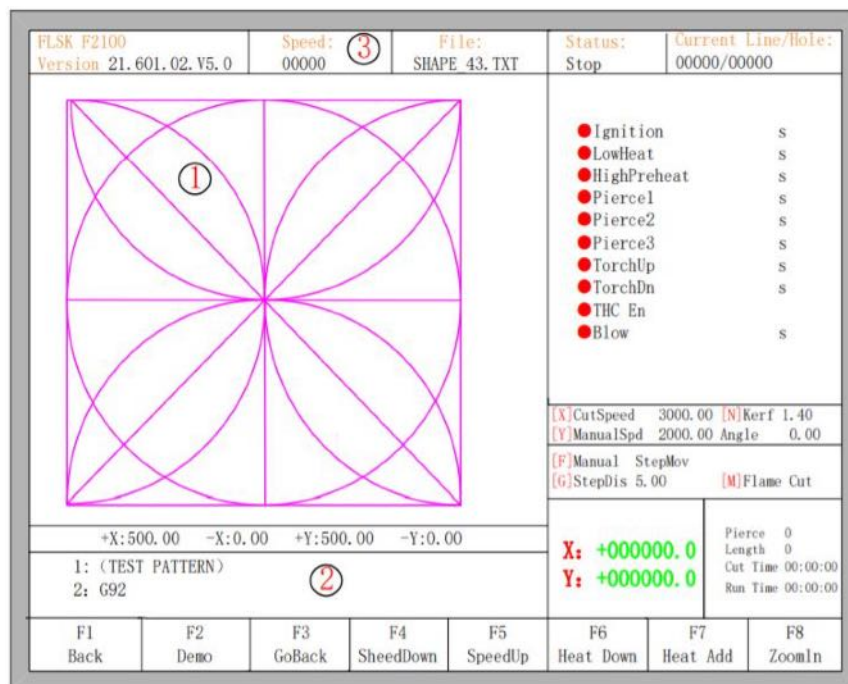 FLSK F2100
Version 21.601.02.V5.0
Speed:
00000
3
File:
SHAPE_43.TXT
Status:
Stop
Current Line/Hole:
00000/00000
1
Ignition s
LowHeat s
HighPreheat s
Pierce1 s
Pierce2 s
Pierce3 s
TorchUp s
TorchDn s
THC En
Blow s
[X]CutSpeed 3000.00 [N]Kerf 1.40
[Y]ManualSpd 2000.00 Angle 0.00
[F]Manual StepMov
[G]StepDis 5.00 [M]Flame Cut
+X:500.00 -X:0.00 +Y:500.00 -Y:0.00
1: (TEST PATTERN)
2: G92
2
X: +000000.0
Y: +000000.0
Pierce 0
Length 0
Cut Time 00:00:00
Run Time 00:00:00
F1 F2 F3 F4 F5 F6 F7 F8
Back Demo GoBack SheedDown SpeedUp Heat Down Heat Add ZoomIn